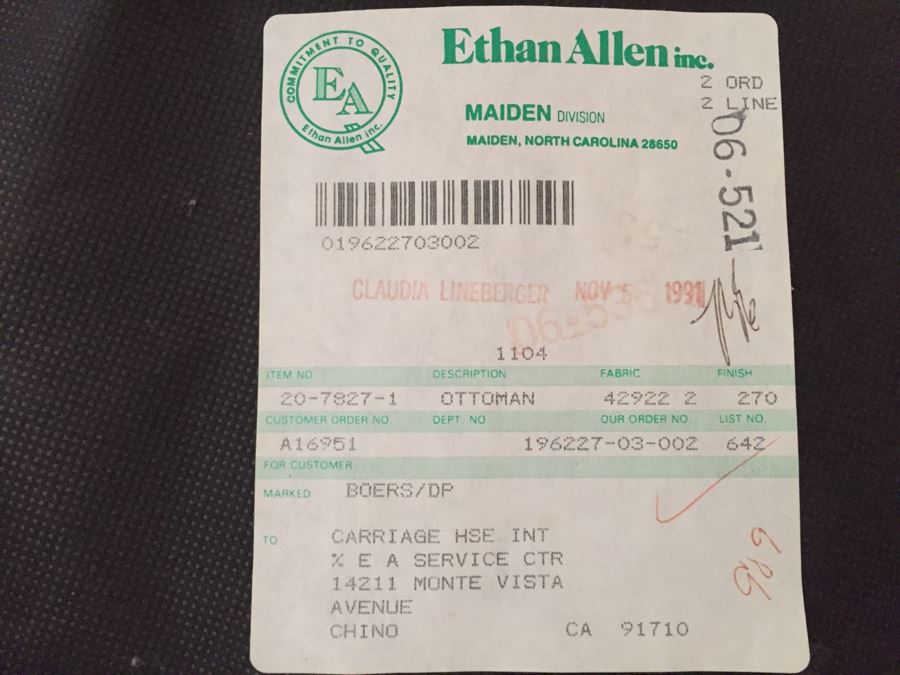 COMMITMENT TO QUALITY
EA
Ethan Allen Inc.
Ethan Allen inc.
2 ORD
2 LINE
MAIDEN DIVISION
MAIDEN, NORTH CAROLINA 28650
06-521
019622703002
CLAUDIA LINEBERGER NOV 5 1991
1104
ITEM NO DESCRIPTION FABRIC FINISH
20-7827-1 OTTOMAN 42922 2 270
CUSTOMER ORDER NO. DEPT. NO. OUR ORDER NO. LIST NO.
A16951 196227-03-002 642
FOR CUSTOMER
MARKED BOERS/DP
TO CARRIAGE HSE INT
% E A SERVICE CTR
14211 MONTE VISTA
AVENUE
CHINO CA 91710